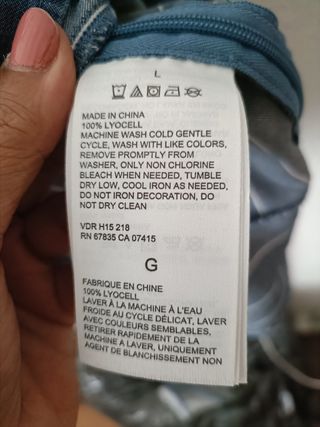 L
MADE IN CHINA
100% LYOCELL
MACHINE WASH COLD GENTLE
CYCLE, WASH WITH LIKE COLORS,
REMOVE PROMPTLY FROM
WASHER, ONLY NON CHLORINE
BLEACH WHEN NEEDED, TUMBLE
DRY LOW, COOL IRON AS NEEDED,
DO NOT IRON DECORATION, DO
NOT DRY CLEAN
VDR H15 218
RN 67835 CA 07415
G
FABRIQUE EN CHINE
100% LYOCELL
LAVER À LA MACHINE À L'EAU
FROIDE AU CYCLE DÉLICAT, LAVER
AVEC COULEURS SEMBLABLES,
RETIRER RAPIDEMENT DE LA
MACHINE A LAVER, UNIQUEMENT
AGENT DE BLANCHISSEMENT NON